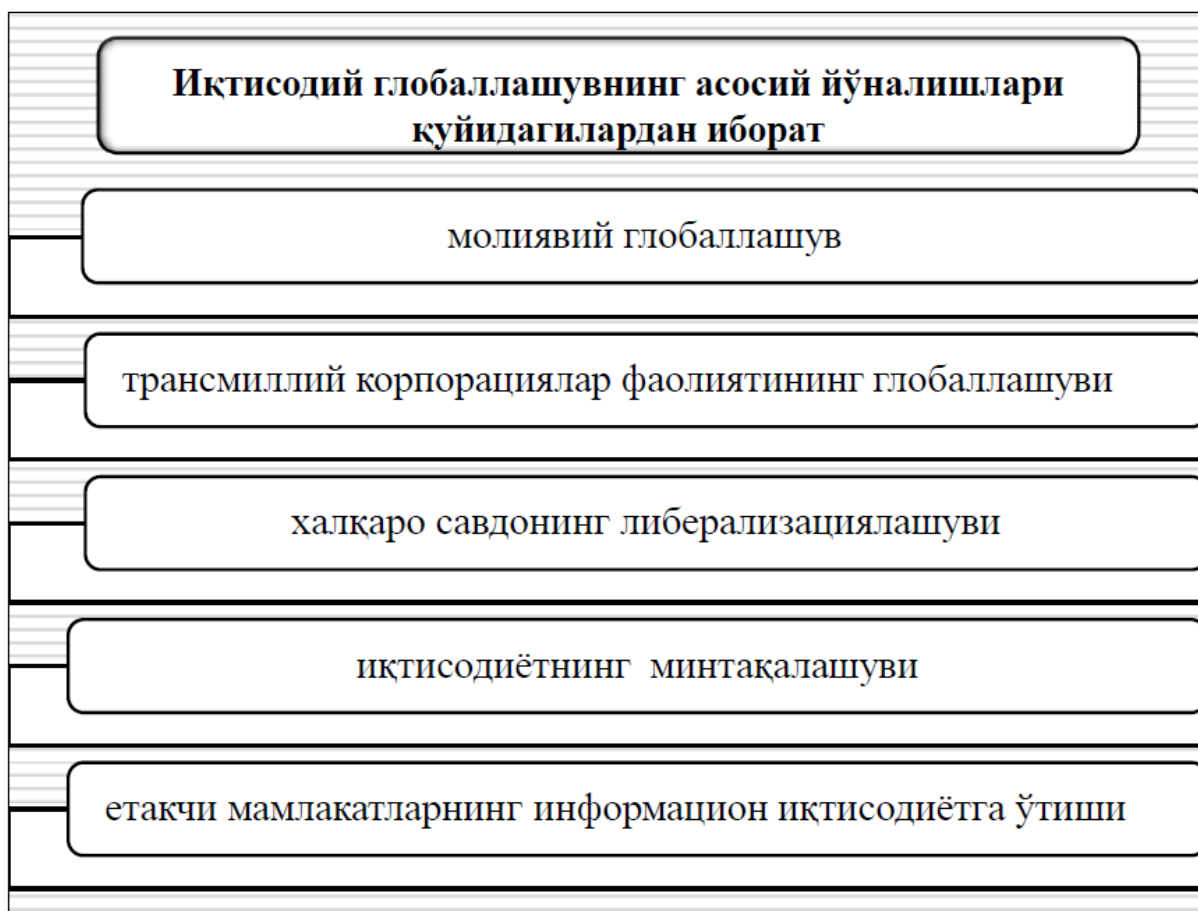 Иқтисодий глобаллашувнинг асосий йўналишлари
қуйидагилардан иборат
молиявий глобаллашув
трансмиллий корпорациялар фаолиятининг глобаллашуви
халқаро савдонинг либерализациялашуви
иқтисодиётнинг минтақалашуви
етакчи мамлакатларнинг информацион иқтисодиётга ўтиши